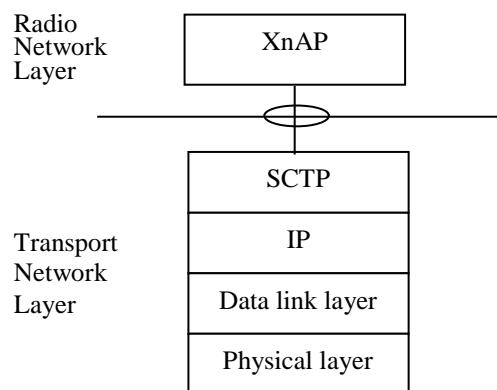 Radio
Network
Layer
XnAP
SCTP
IP
Transport
Network
Layer
Data link layer
Physical layer